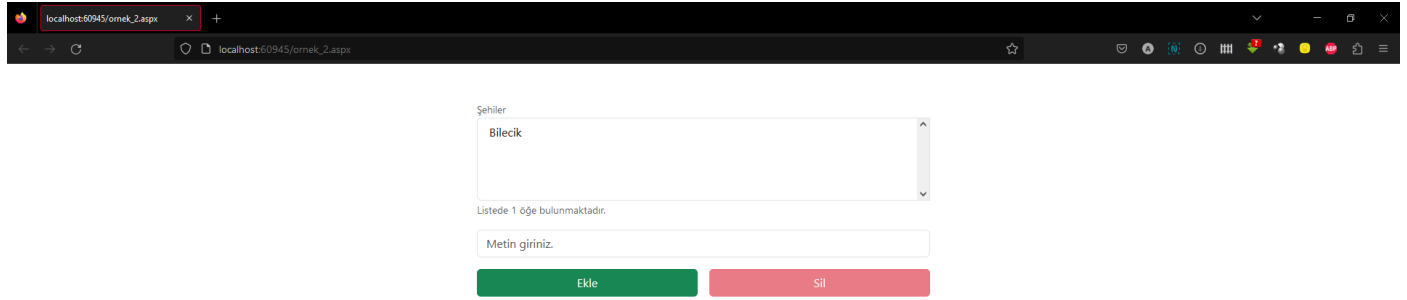 localhost:60945/ornek_2.aspx
localhost:60945/ornek_2.aspx
Şehiler
Bilecik
Listede 1 öğe bulunmaktadır.
Metin giriniz.
Ekle
Sil